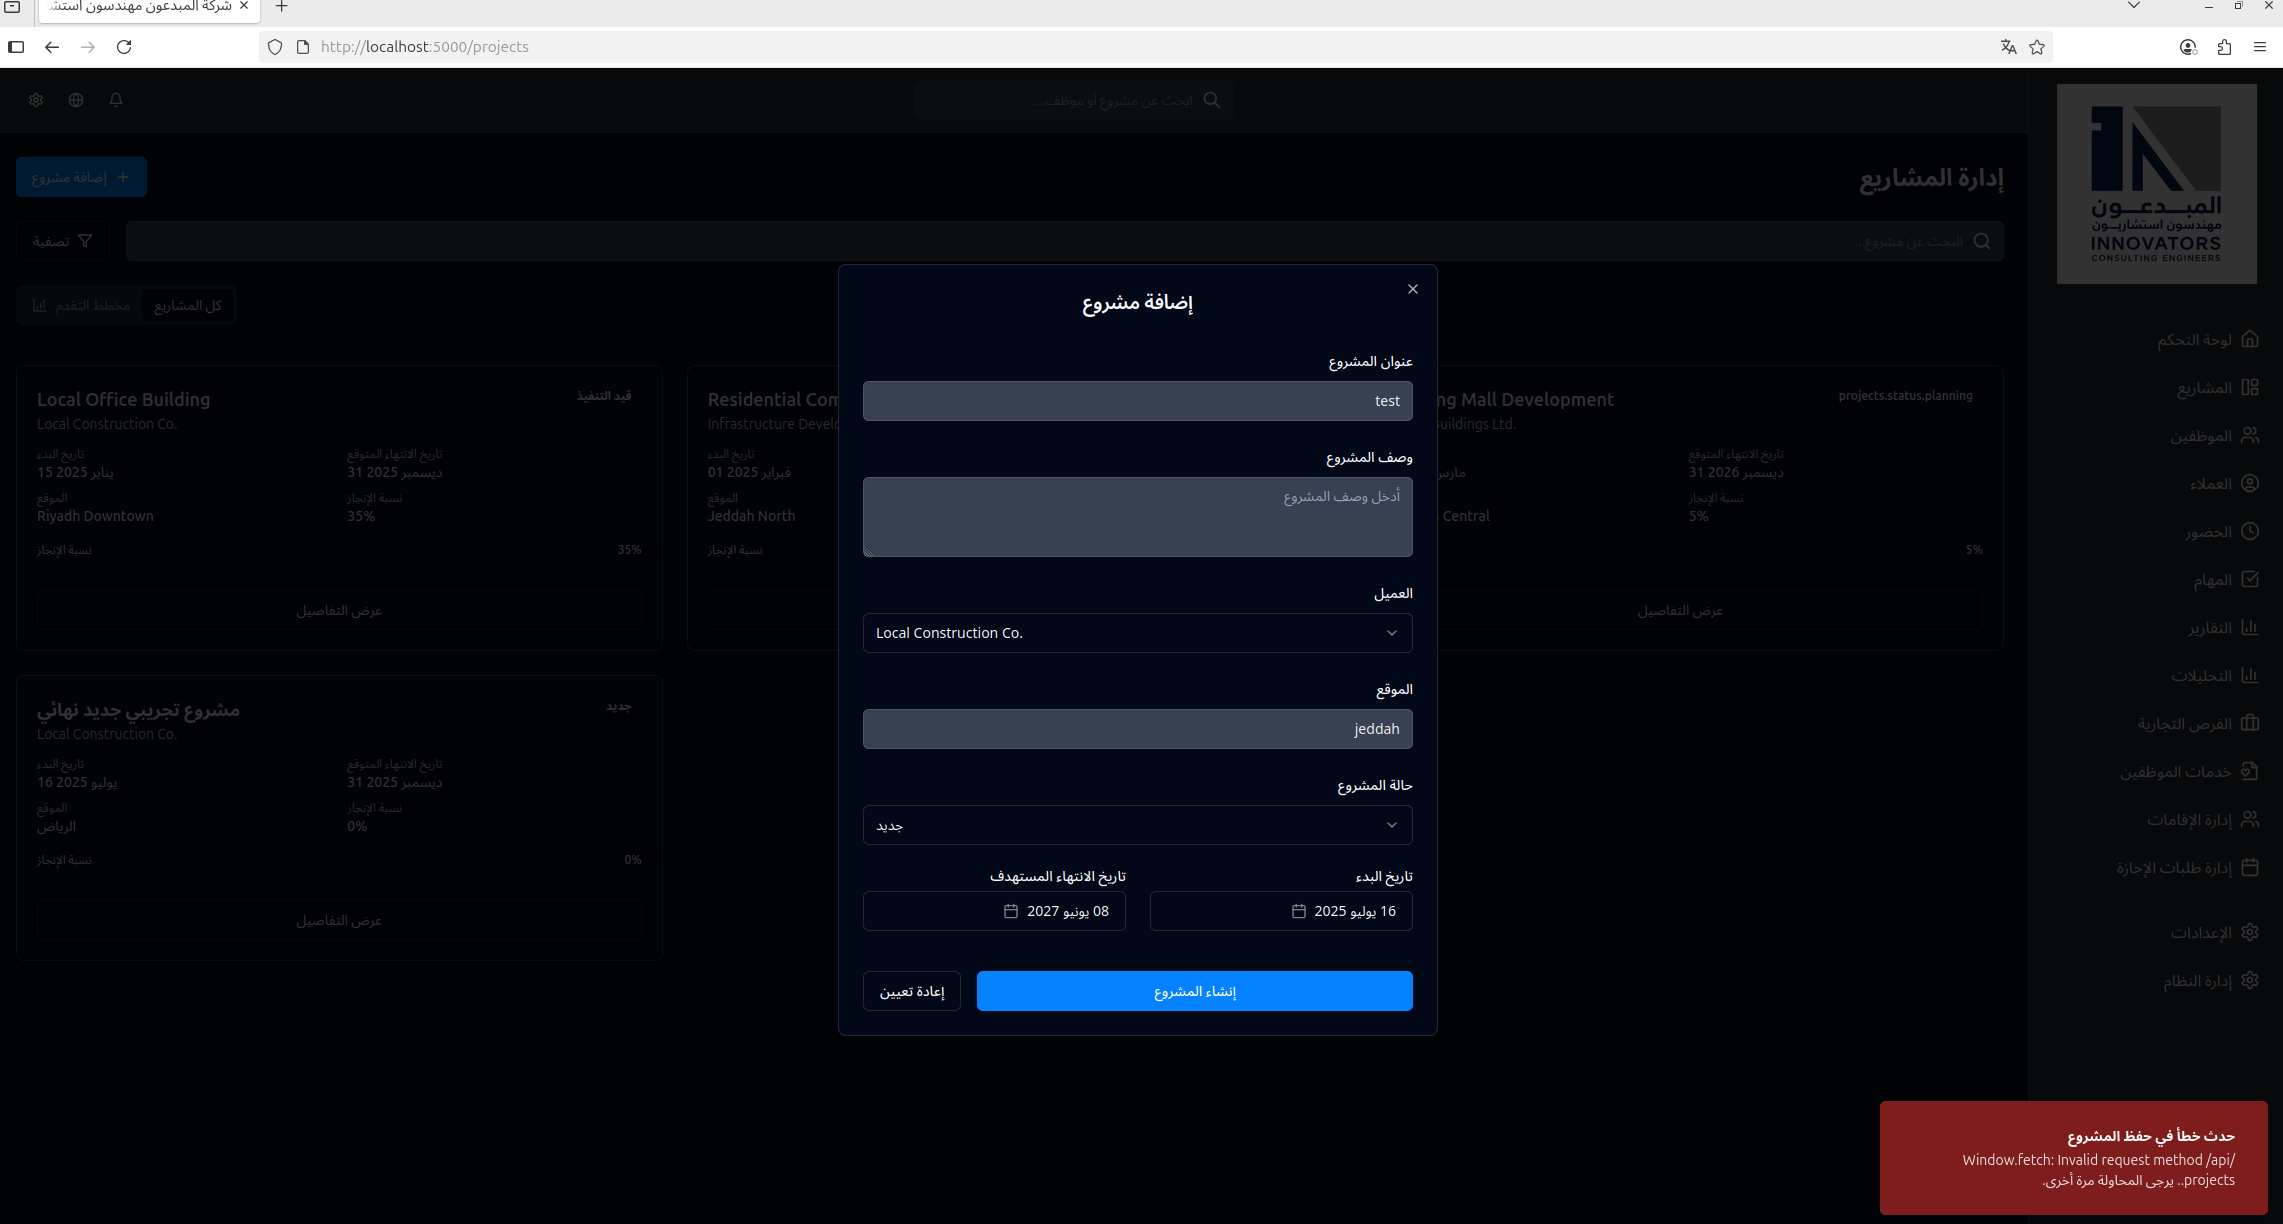 شركة المبدعون مهندسون استش
http://localhost:5000/projects
ابحث عن مشروع أو موظف...
المبدعون
مهندسون استشاريون
INNOVATORS
CONSULTING ENGINEERS
لوحة التحكم
المشاريع
الموظفين
العملاء
الحضور
المهام
التقارير
التحليلات
الفرص التجارية
خدمات الموظفين
إدارة الإقامات
إدارة طلبات الإجازة
الإعدادات
إدارة النظام
إدارة المشاريع
إضافة مشروع
البحث عن مشروع...
تصفية
كل المشاريع
مخطط التقدم
Local Office Building
قيد التنفيذ
Local Construction Co.
تاريخ البدء
15 يناير 2025
تاريخ الانتهاء المتوقع
31 ديسمبر 2025
الموقع
Riyadh Downtown
نسبة الإنجاز
35%
نسبة الإنجاز
35%
عرض التفاصيل
Residential Com
Infrastructure Develo
تاريخ البدء
01 فبراير 2025
الموقع
Jeddah North
نسبة الإنجاز
ng Mall Development
projects.status.planning
uildings Ltd.
مارس
تاريخ الانتهاء المتوقع
31 ديسمبر 2026
Central
نسبة الإنجاز
5%
5%
عرض التفاصيل
مشروع تجريبي جديد نهائي
جديد
Local Construction Co.
تاريخ البدء
16 يوليو 2025
تاريخ الانتهاء المتوقع
31 ديسمبر 2025
الموقع
الرياض
نسبة الإنجاز
0%
نسبة الإنجاز
0%
عرض التفاصيل
إضافة مشروع
عنوان المشروع
test
وصف المشروع
أدخل وصف المشروع
العميل
Local Construction Co.
الموقع
jeddah
حالة المشروع
جديد
تاريخ البدء
16 يوليو 2025
تاريخ الانتهاء المستهدف
08 يونيو 2027
إنشاء المشروع
إعادة تعيين
حدث خطأ في حفظ المشروع
Window.fetch: Invalid request method /api/
projects.. يرجى المحاولة مرة أخرى.